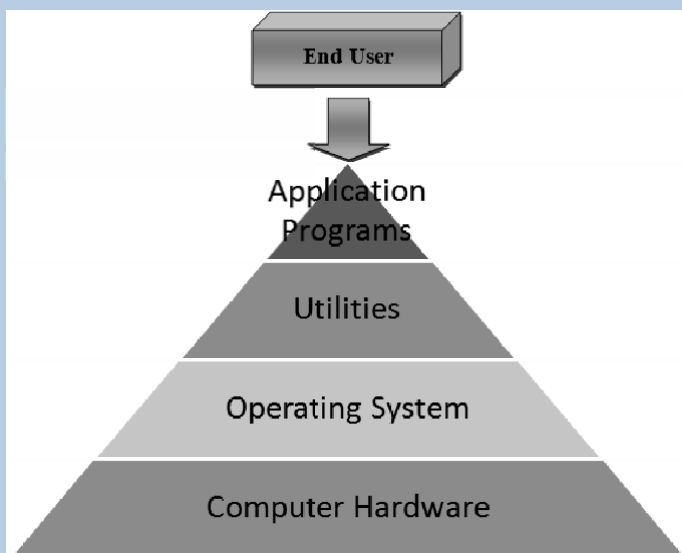 End User
Application
Programs
Utilities
Operating System
Computer Hardware